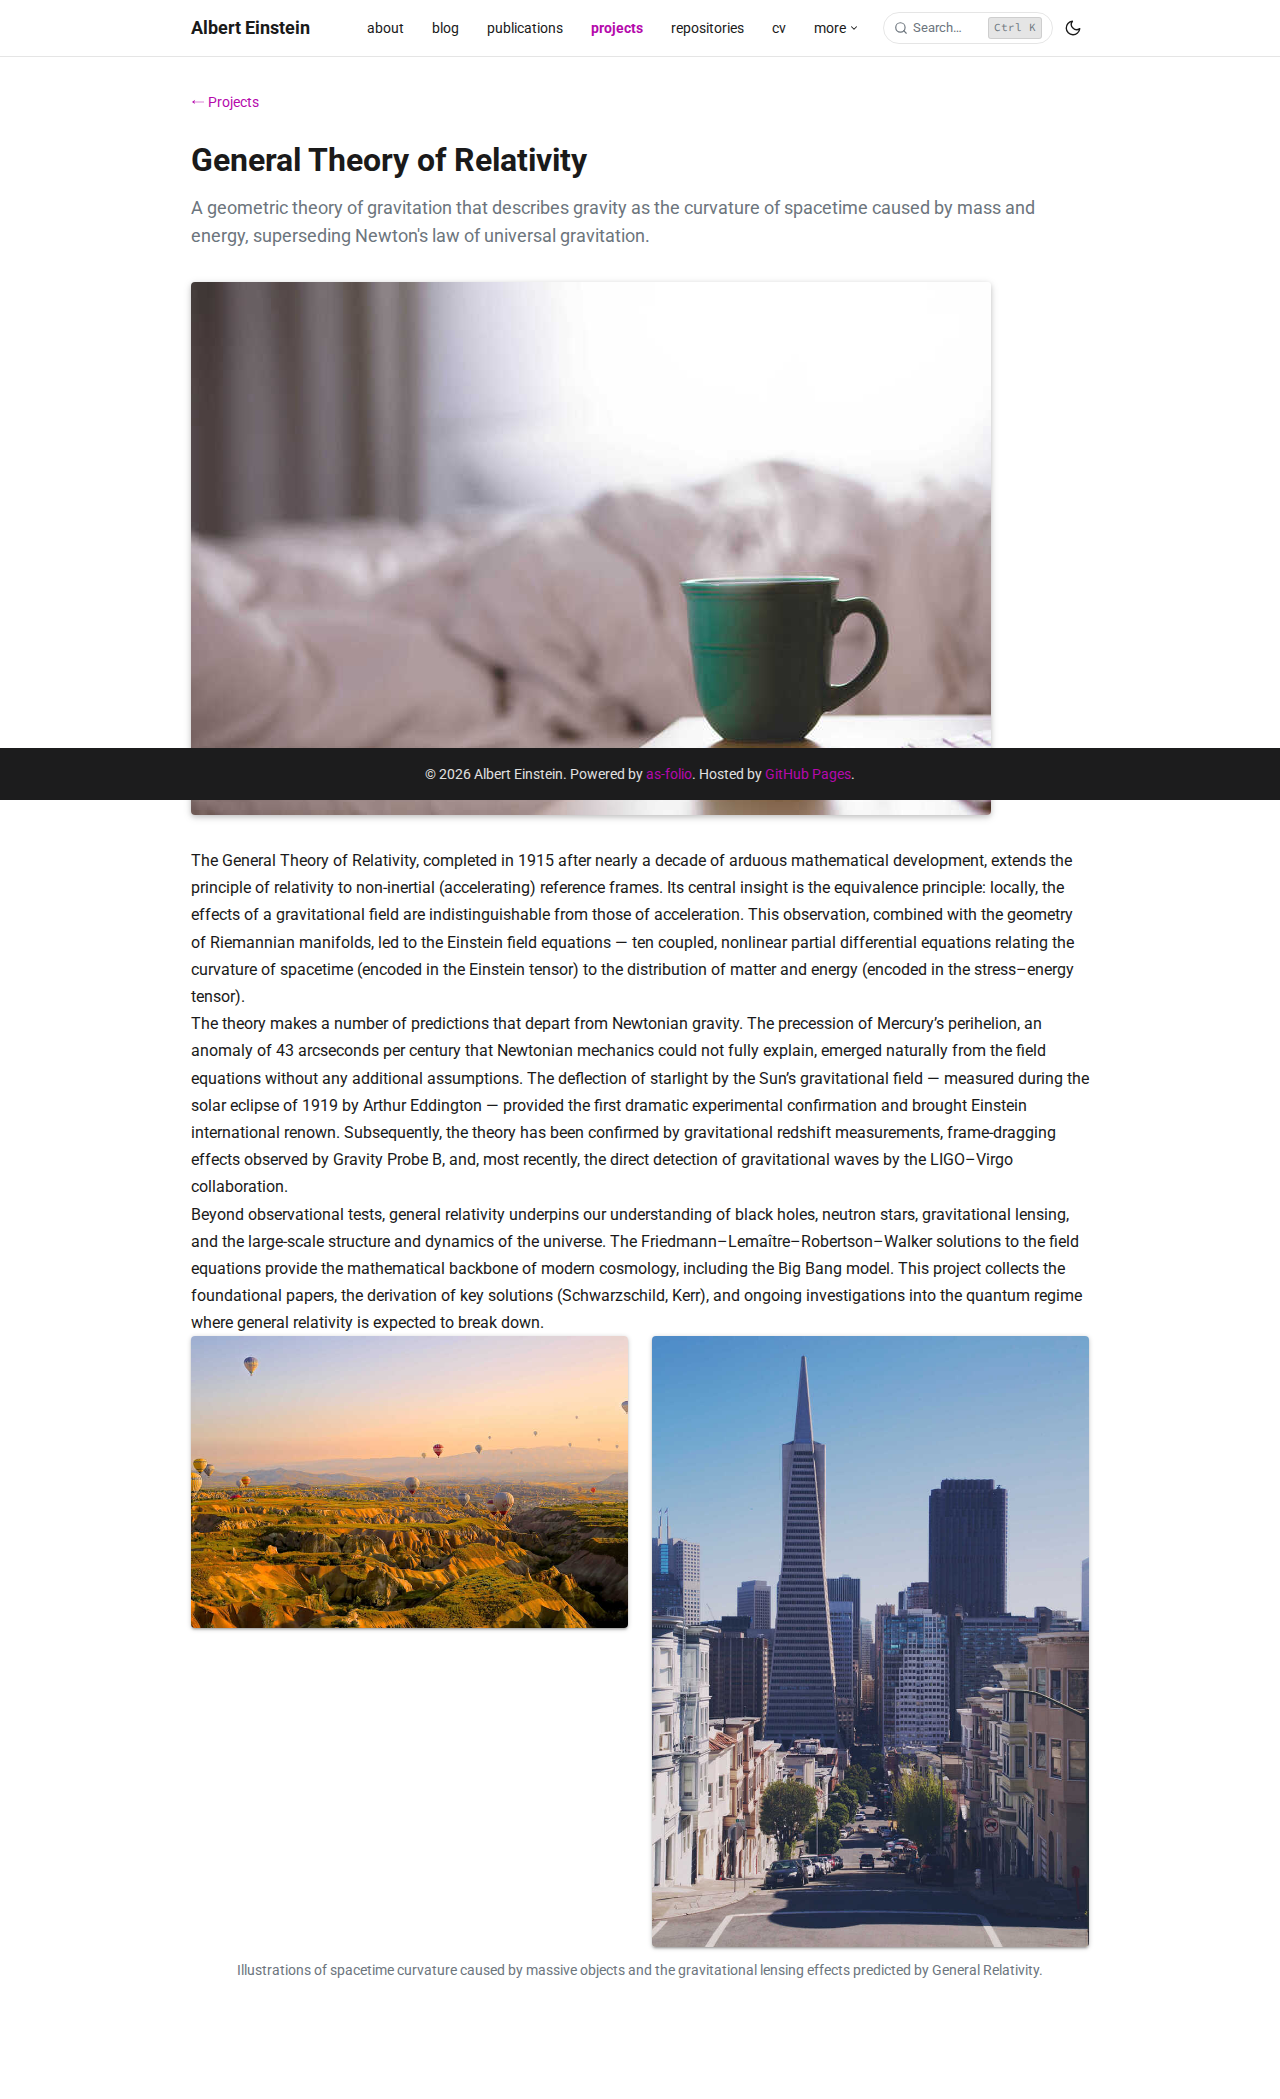 Albert Einstein about blog publications projects repositories cv more Search... Ctrl K
← Projects
General Theory of Relativity
A geometric theory of gravitation that describes gravity as the curvature of spacetime caused by mass and
energy, superseding Newton's law of universal gravitation.
© 2026 Albert Einstein. Powered by as-folio. Hosted by GitHub Pages.
The General Theory of Relativity, completed in 1915 after nearly a decade of arduous mathematical development, extends the
principle of relativity to non-inertial (accelerating) reference frames. Its central insight is the equivalence principle: locally, the
effects of a gravitational field are indistinguishable from those of acceleration. This observation, combined with the geometry
of Riemannian manifolds, led to the Einstein field equations — ten coupled, nonlinear partial differential equations relating the
curvature of spacetime (encoded in the Einstein tensor) to the distribution of matter and energy (encoded in the stress–energy
tensor).
The theory makes a number of predictions that depart from Newtonian gravity. The precession of Mercury’s perihelion, an
anomaly of 43 arcseconds per century that Newtonian mechanics could not fully explain, emerged naturally from the field
equations without any additional assumptions. The deflection of starlight by the Sun’s gravitational field — measured during the
solar eclipse of 1919 by Arthur Eddington — provided the first dramatic experimental confirmation and brought Einstein
international renown. Subsequently, the theory has been confirmed by gravitational redshift measurements, frame-dragging
effects observed by Gravity Probe B, and, most recently, the direct detection of gravitational waves by the LIGO–Virgo
collaboration.
Beyond observational tests, general relativity underpins our understanding of black holes, neutron stars, gravitational lensing,
and the large-scale structure and dynamics of the universe. The Friedmann–Lemaître–Robertson–Walker solutions to the field
equations provide the mathematical backbone of modern cosmology, including the Big Bang model. This project collects the
foundational papers, the derivation of key solutions (Schwarzschild, Kerr), and ongoing investigations into the quantum regime
where general relativity is expected to break down.
Illustrations of spacetime curvature caused by massive objects and the gravitational lensing effects predicted by General Relativity.